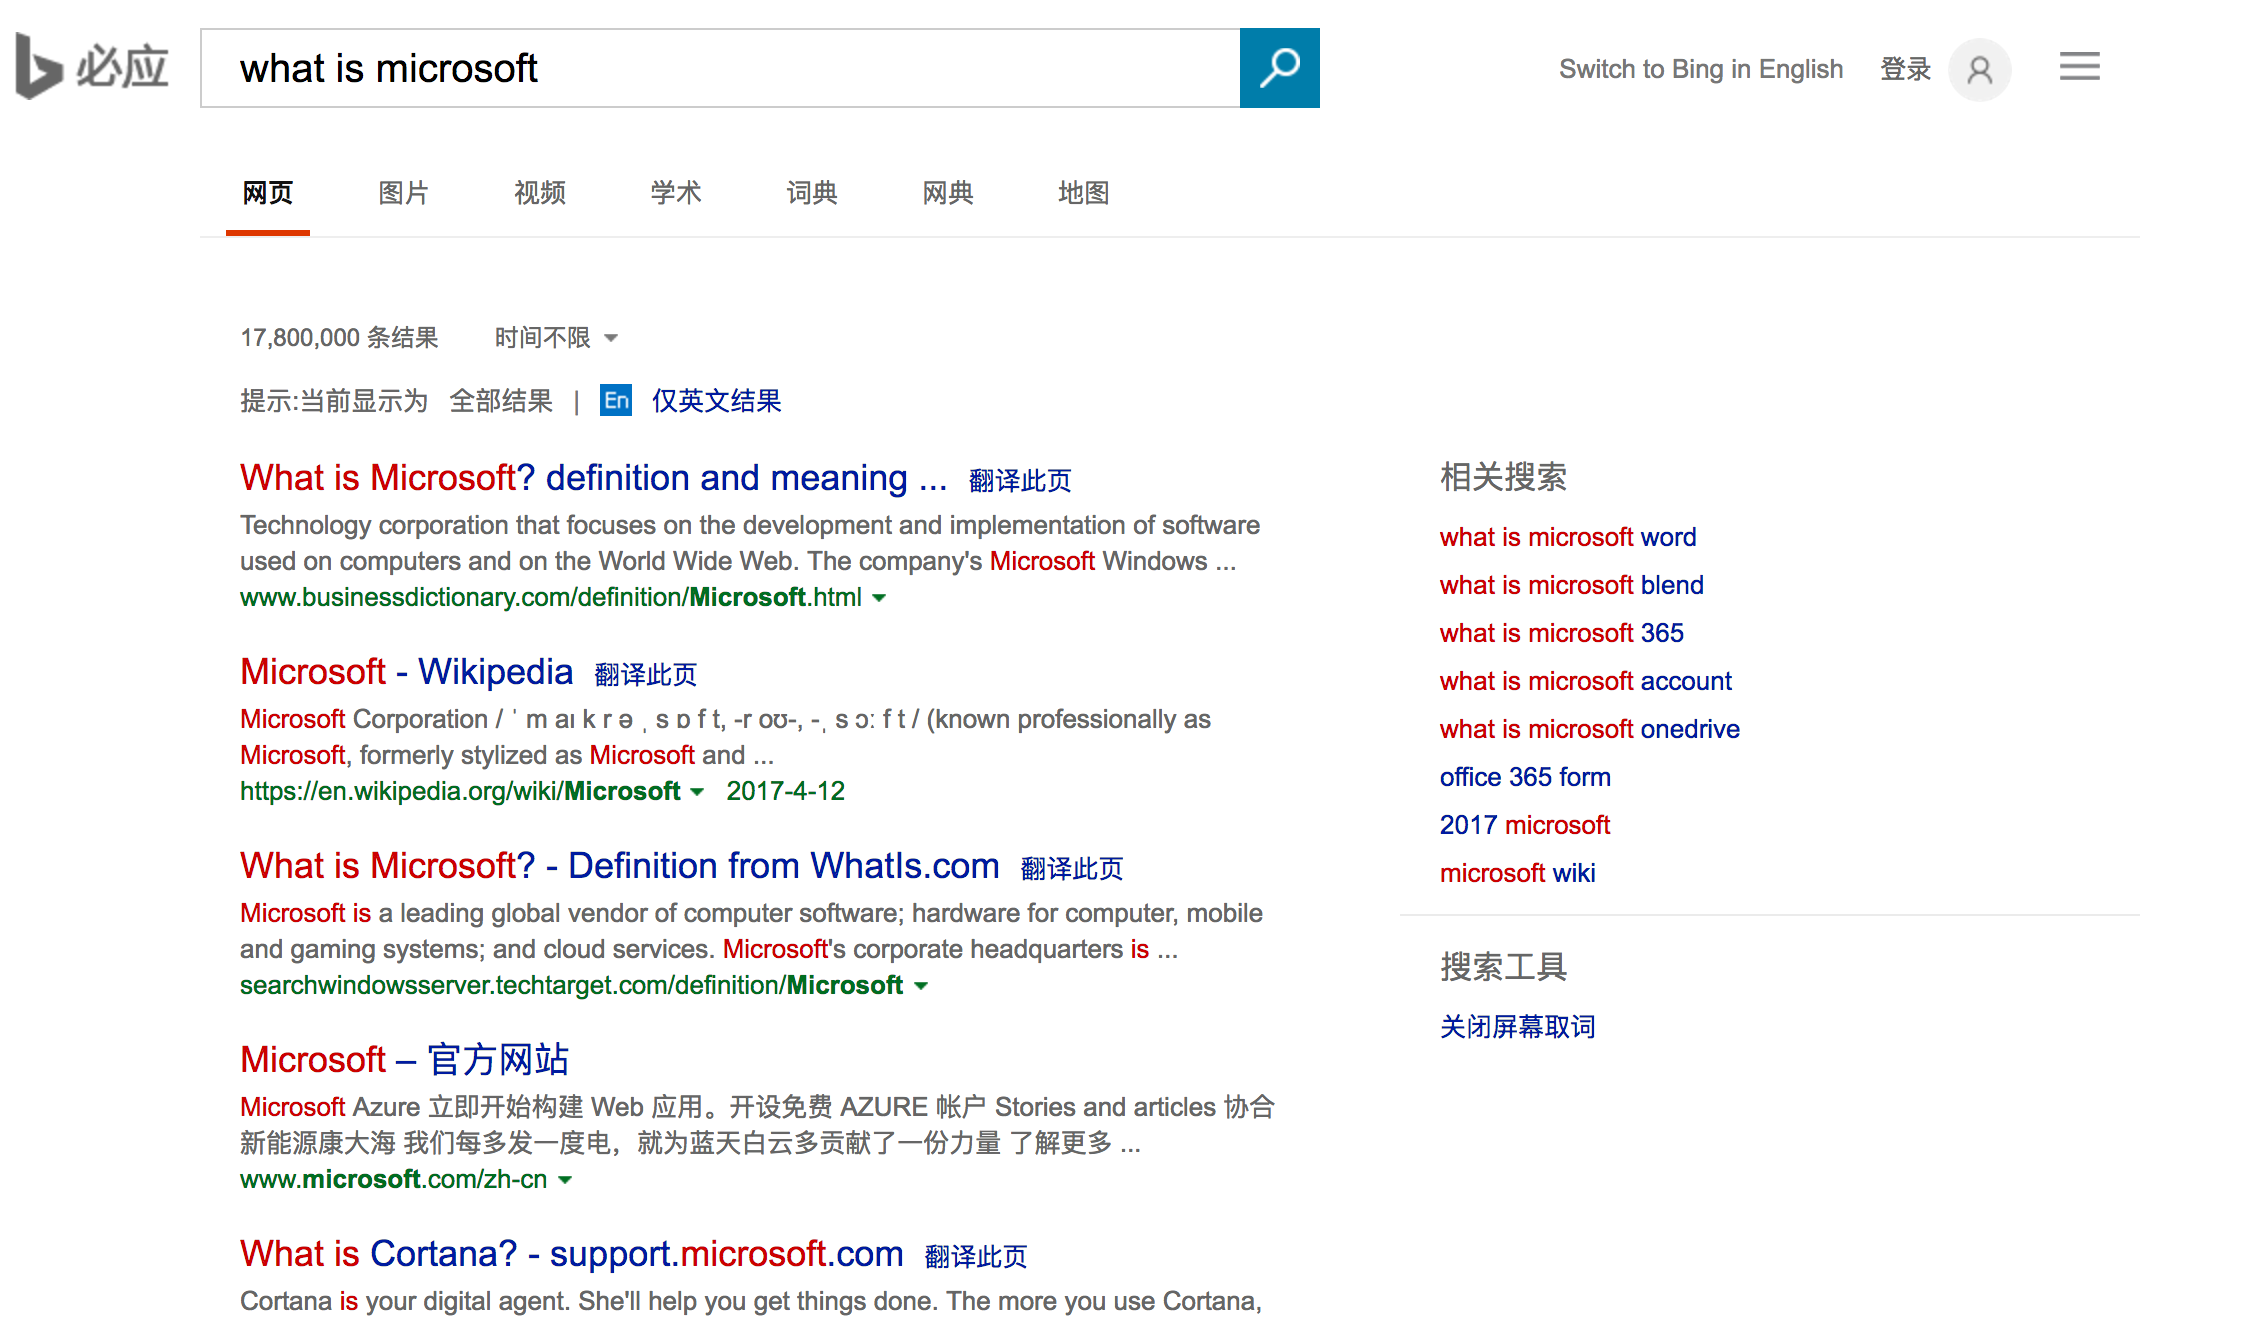 必应
what is microsoft
Switch to Bing in English 登录
网页 图片 视频 学术 词典 网典 地图
17,800,000 条结果 时间不限
提示:当前显示为 全部结果 | En 仅英文结果
What is Microsoft? definition and meaning ... 翻译此页
Technology corporation that focuses on the development and implementation of software
used on computers and on the World Wide Web. The company's Microsoft Windows ...
www.businessdictionary.com/definition/Microsoft.html
Microsoft - Wikipedia 翻译此页
Microsoft Corporation / ˈ m aɪ k r ə ˌ s ɒ f t, -r oʊ-, -ˌ s ɔː f t / (known professionally as
Microsoft, formerly stylized as Microsoft and ...
https://en.wikipedia.org/wiki/Microsoft 2017-4-12
What is Microsoft? - Definition from WhatIs.com 翻译此页
Microsoft is a leading global vendor of computer software; hardware for computer, mobile
and gaming systems; and cloud services. Microsoft's corporate headquarters is ...
searchwindowsserver.techtarget.com/definition/Microsoft
Microsoft – 官方网站
Microsoft Azure 立即开始构建 Web 应用。开设免费 AZURE 帐户 Stories and articles 协合
新能源康大海 我们每多发一度电，就为蓝天白云多贡献了一份力量 了解更多 ...
www.microsoft.com/zh-cn
What is Cortana? - support.microsoft.com 翻译此页
Cortana is your digital agent. She'll help you get things done. The more you use Cortana,
相关搜索
what is microsoft word
what is microsoft blend
what is microsoft 365
what is microsoft account
what is microsoft onedrive
office 365 form
2017 microsoft
microsoft wiki
搜索工具
关闭屏幕取词